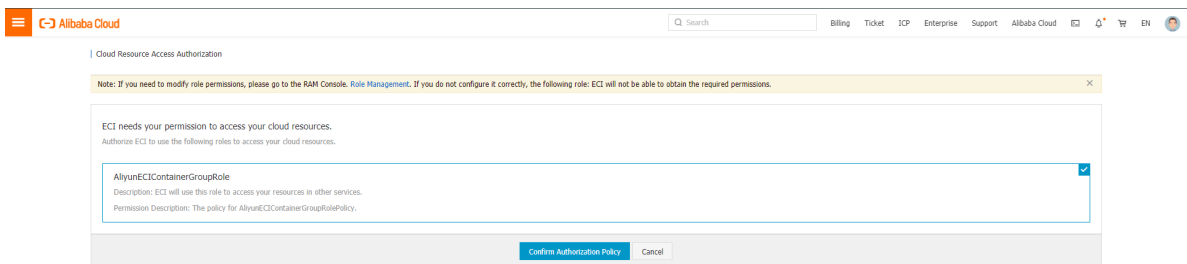 Alibaba Cloud
Search
Billing Ticket ICP Enterprise Support Alibaba Cloud EN
Cloud Resource Access Authorization
Note: If you need to modify role permissions, please go to the RAM Console. Role Management. If you do not configure it correctly, the following role: ECI will not be able to obtain the required permissions.
ECI needs your permission to access your cloud resources.
Authorize ECI to use the following roles to access your cloud resources.
AliyunECIContainerGroupRole
Description: ECI will use this role to access your resources in other services.
Permission Description: The policy for AliyunECIContainerGroupRolePolicy.
Confirm Authorization Policy Cancel